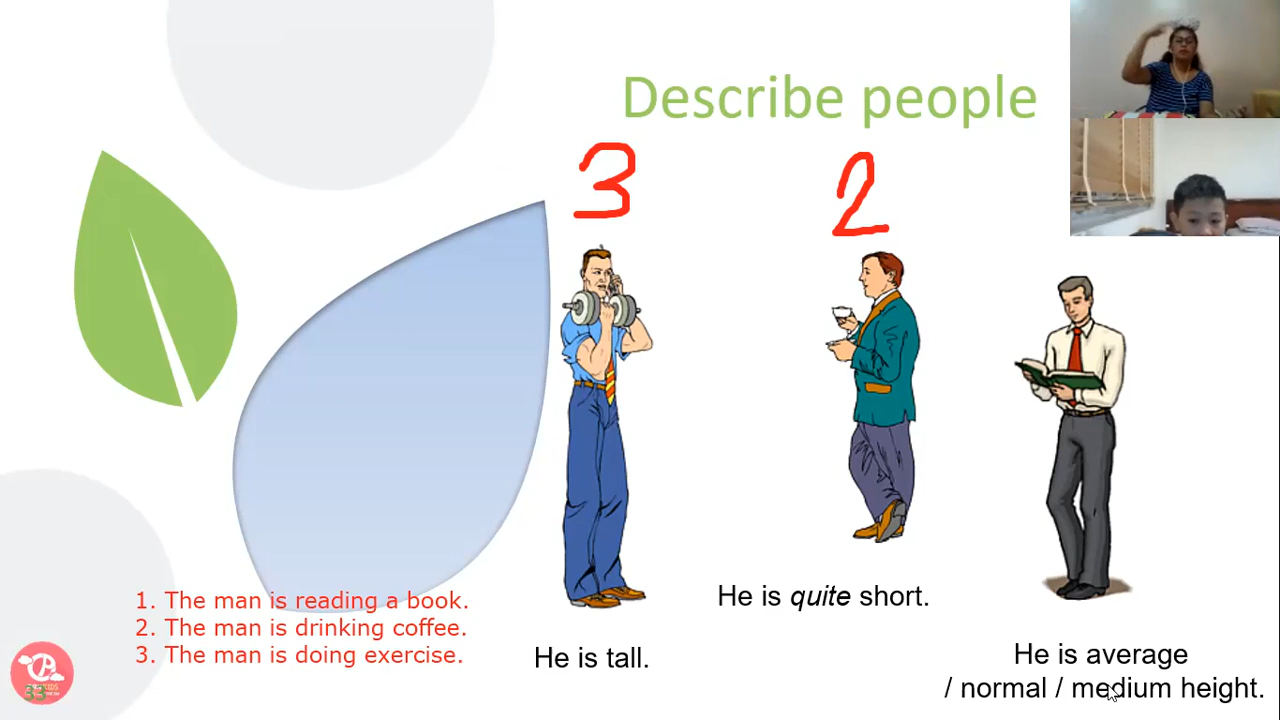 Describe people
3
2
He is quite short.
1. The man is reading a book.
2. The man is drinking coffee.
3. The man is doing exercise.
He is tall.
He is average
/ normal / medium height.
33